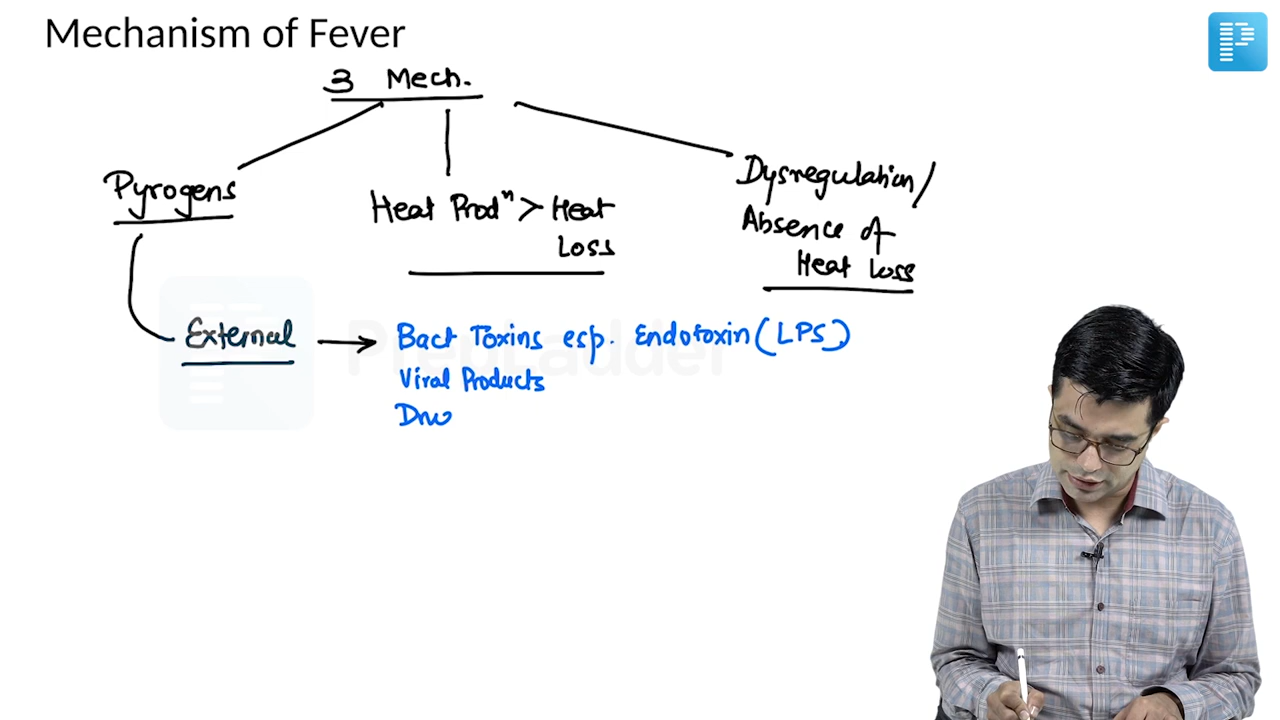 Mechanism of Fever
3 Mech.
Pyrogens
Heat Prodⁿ > Heat
Loss
Dysregulation/
Absence of
Heat Loss
External → Bact Toxins esp. Endotoxin (LPS)
Viral Products
PrepLadder